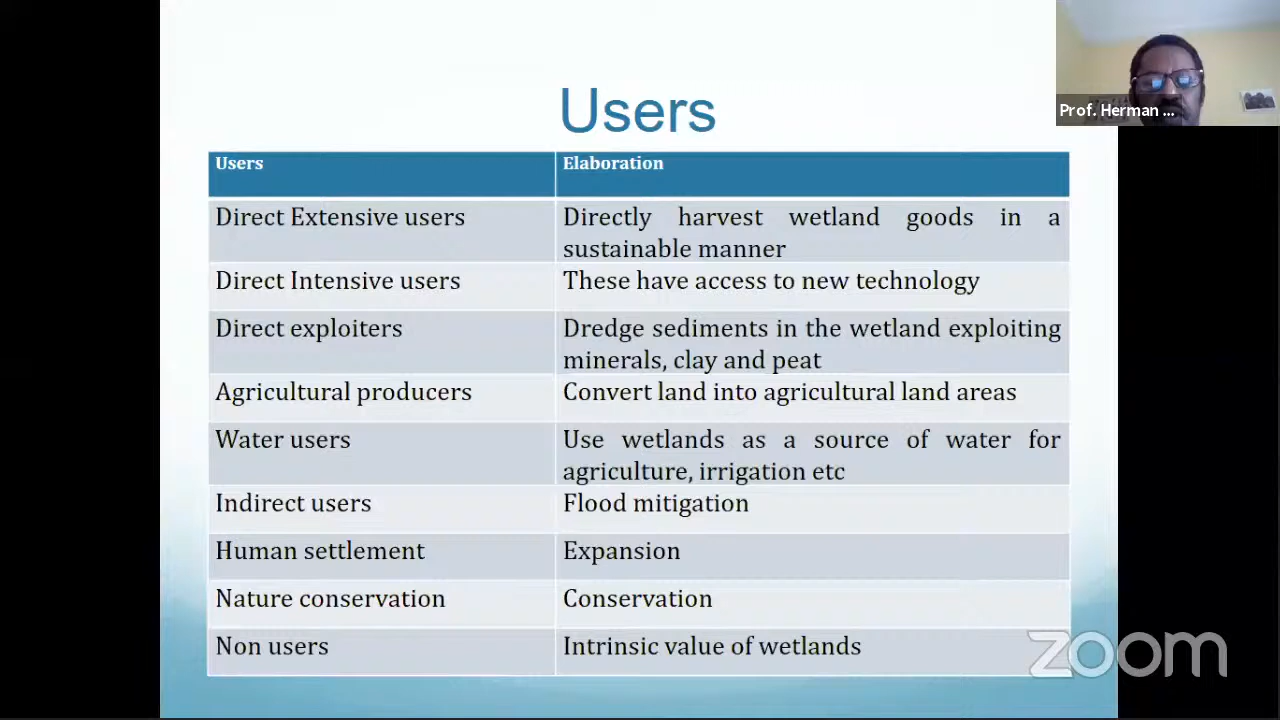 Users
Prof. Herman ...
Users Elaboration
Direct Extensive users Directly harvest wetland goods in a
sustainable manner
Direct Intensive users These have access to new technology
Direct exploiters Dredge sediments in the wetland exploiting
minerals, clay and peat
Agricultural producers Convert land into agricultural land areas
Water users Use wetlands as a source of water for
agriculture, irrigation etc
Indirect users Flood mitigation
Human settlement Expansion
Nature conservation Conservation
Non users Intrinsic value of wetlands
zoom